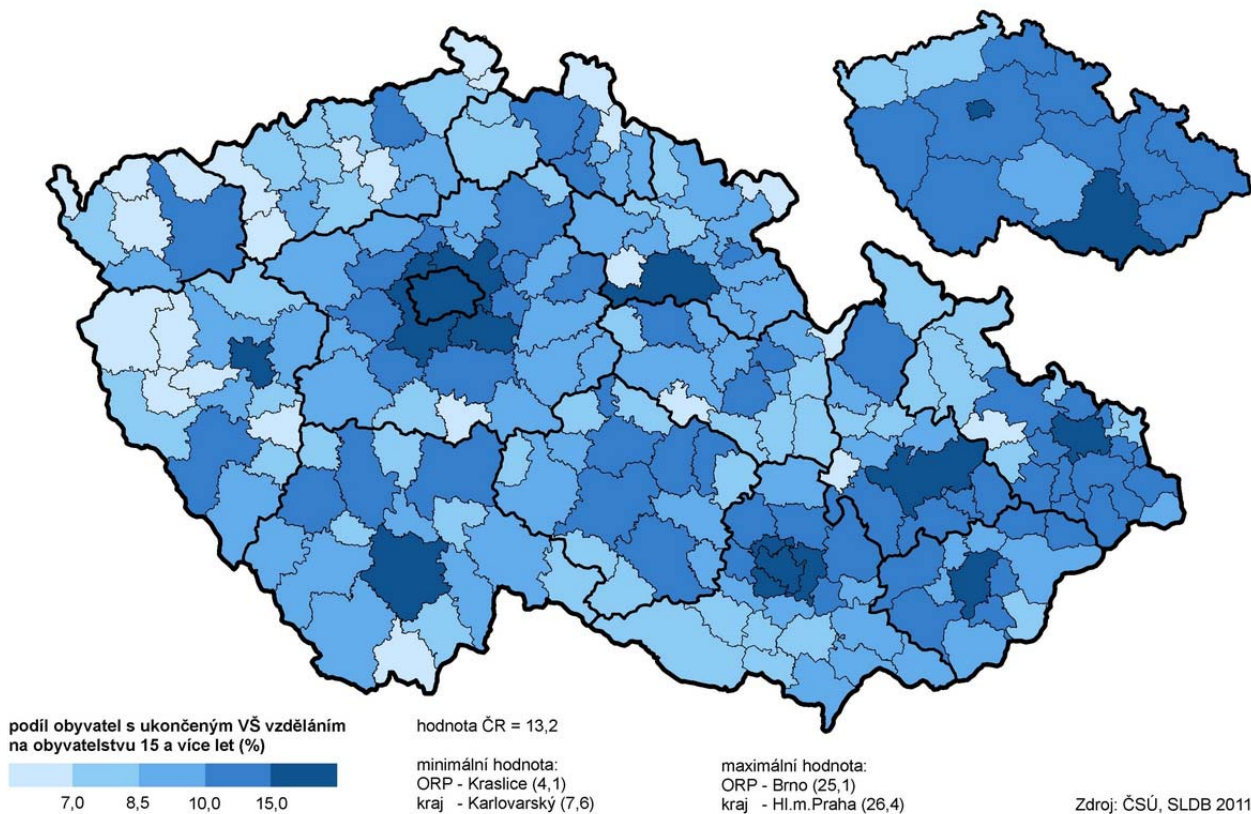 podíl obyvatel s ukončeným VŠ vzděláním
na obyvatelstvu 15 a více let (%)
7,0 8,5 10,0 15,0
hodnota ČR = 13,2
minimální hodnota:
ORP - Kraslice (4,1)
kraj - Karlovarský (7,6)
maximální hodnota:
ORP - Brno (25,1)
kraj - Hl.m.Praha (26,4)
Zdroj: ČSÚ, SLDB 2011